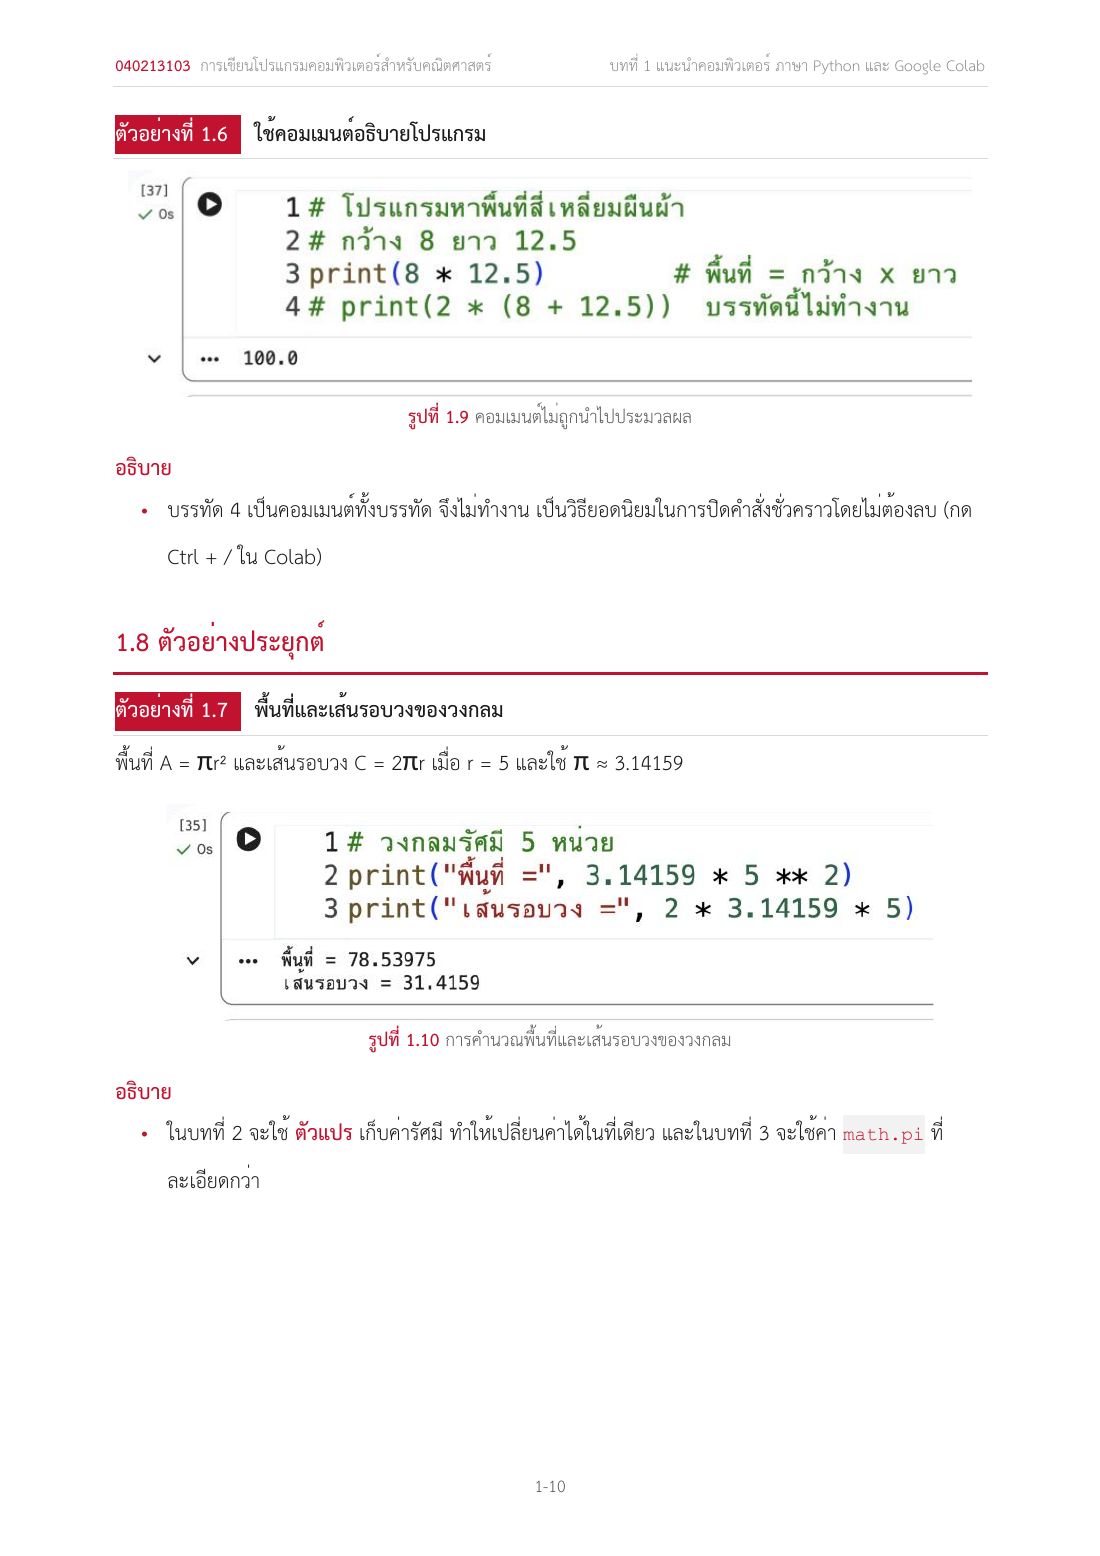 040213103 การเขียนโปรแกรมคอมพิวเตอร์สำหรับคณิตศาสตร์ บทที่ 1 แนะนำคอมพิวเตอร์ ภาษา Python และ Google Colab
ตัวอย่างที่ 1.6 ใช้คอมเมนต์อธิบายโปรแกรม
[37]
0s
1 # โปรแกรมหาพื้นที่สี่เหลี่ยมผืนผ้า
2 # กว้าง 8 ยาว 12.5
3 print(8 * 12.5) # พื้นที่ = กว้าง x ยาว
4 # print(2 * (8 + 12.5)) บรรทัดนี้ไม่ทำงาน
... 100.0
รูปที่ 1.9 คอมเมนต์ไม่ถูกนำไปประมวลผล
อธิบาย
• บรรทัด 4 เป็นคอมเมนต์ทั้งบรรทัด จึงไม่ทำงาน เป็นวิธียอดนิยมในการปิดคำสั่งชั่วคราวโดยไม่ต้องลบ (กด
Ctrl + / ใน Colab)
1.8 ตัวอย่างประยุกต์
ตัวอย่างที่ 1.7 พื้นที่และเส้นรอบวงของวงกลม
พื้นที่ A = πr² และเส้นรอบวง C = 2πr เมื่อ r = 5 และใช้ π ≈ 3.14159
[35]
0s
1 # วงกลมรัศมี 5 หน่วย
2 print("พื้นที่ =", 3.14159 * 5 ** 2)
3 print("เส้นรอบวง =", 2 * 3.14159 * 5)
... พื้นที่ = 78.53975
เส้นรอบวง = 31.4159
รูปที่ 1.10 การคำนวณพื้นที่และเส้นรอบวงของวงกลม
อธิบาย
• ในบทที่ 2 จะใช้ ตัวแปร เก็บค่ารัศมี ทำให้เปลี่ยนค่าได้ในที่เดียว และในบทที่ 3 จะใช้ค่า math.pi ที่
ละเอียดกว่า
1-10